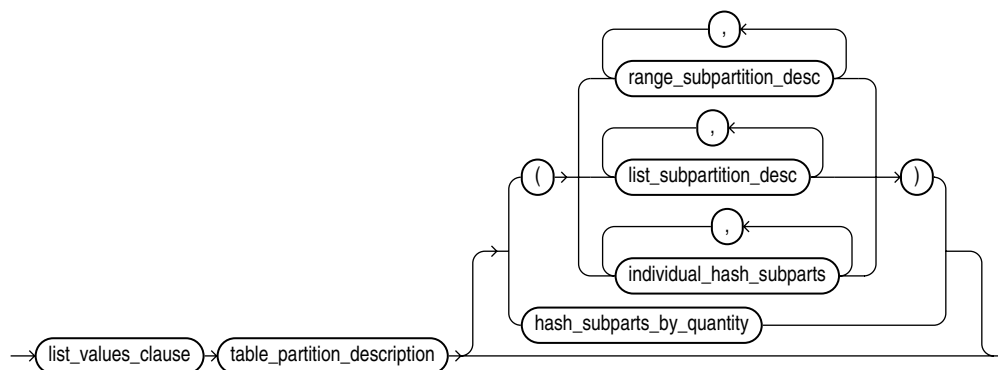 ,
range_subpartition_desc
,
( list_subpartition_desc )
,
individual_hash_subparts
hash_subparts_by_quantity
list_values_clause table_partition_description